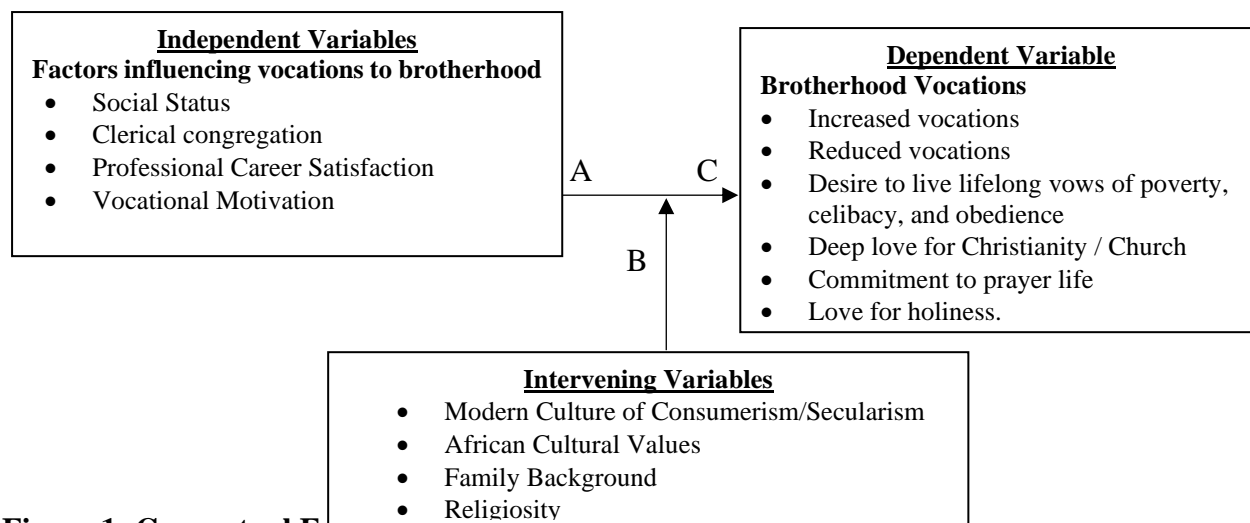 Independent Variables
Factors influencing vocations to brotherhood
• Social Status
• Clerical congregation
• Professional Career Satisfaction
• Vocational Motivation
A
C
B
Dependent Variable
Brotherhood Vocations
• Increased vocations
• Reduced vocations
• Desire to live lifelong vows of poverty,
celibacy, and obedience
• Deep love for Christianity / Church
• Commitment to prayer life
• Love for holiness.
Intervening Variables
• Modern Culture of Consumerism/Secularism
• African Cultural Values
• Family Background
• Religiosity